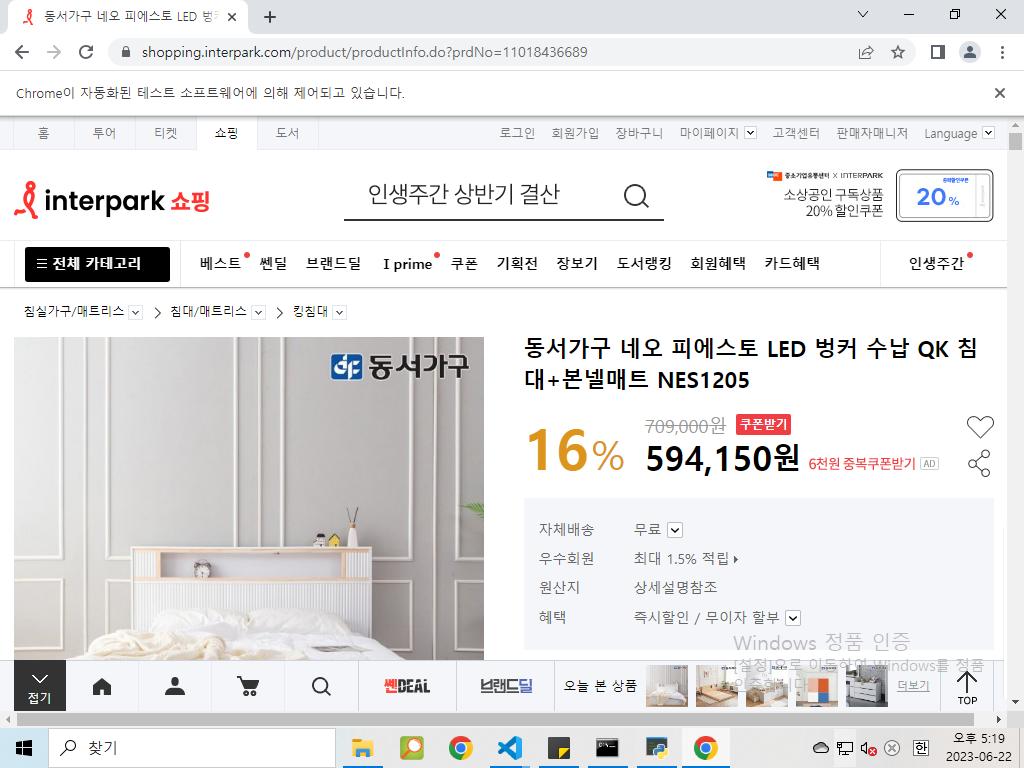 동서가구 네오 피에스토 LED 벙커
shopping.interpark.com/product/productInfo.do?prdNo=11018436689
Chrome이 자동화된 테스트 소프트웨어에 의해 제어되고 있습니다.
홈 투어 티켓 쇼핑 도서 로그인 회원가입 장바구니 마이페이지 고객센터 판매자매니저 Language
interpark 쇼핑
인생주간 상반기 결산
중소기업유통센터 X INTERPARK
소상공인 구독상품
20% 할인쿠폰
중복할인쿠폰
20%
전체 카테고리 베스트 쎈딜 브랜드딜 I prime 쿠폰 기획전 장보기 도서랭킹 회원혜택 카드혜택 인생주간
침실가구/매트리스 침대/매트리스 킹침대
동서가구
동서가구 네오 피에스토 LED 벙커 수납 QK 침
대+본넬매트 NES1205
709,000원 쿠폰받기
16% 594,150원 6천원 중복쿠폰받기 AD
자체배송 무료
우수회원 최대 1.5% 적립
원산지 상세설명참조
혜택 즉시할인 / 무이자 할부
Windows 정품 인증
[설정]으로 이동하여 Windows를 정품
인증합니다.
접기 쎈DEAL 브랜드딜 오늘 본 상품 더보기 TOP
찾기
한
오후 5:19
2023-06-22